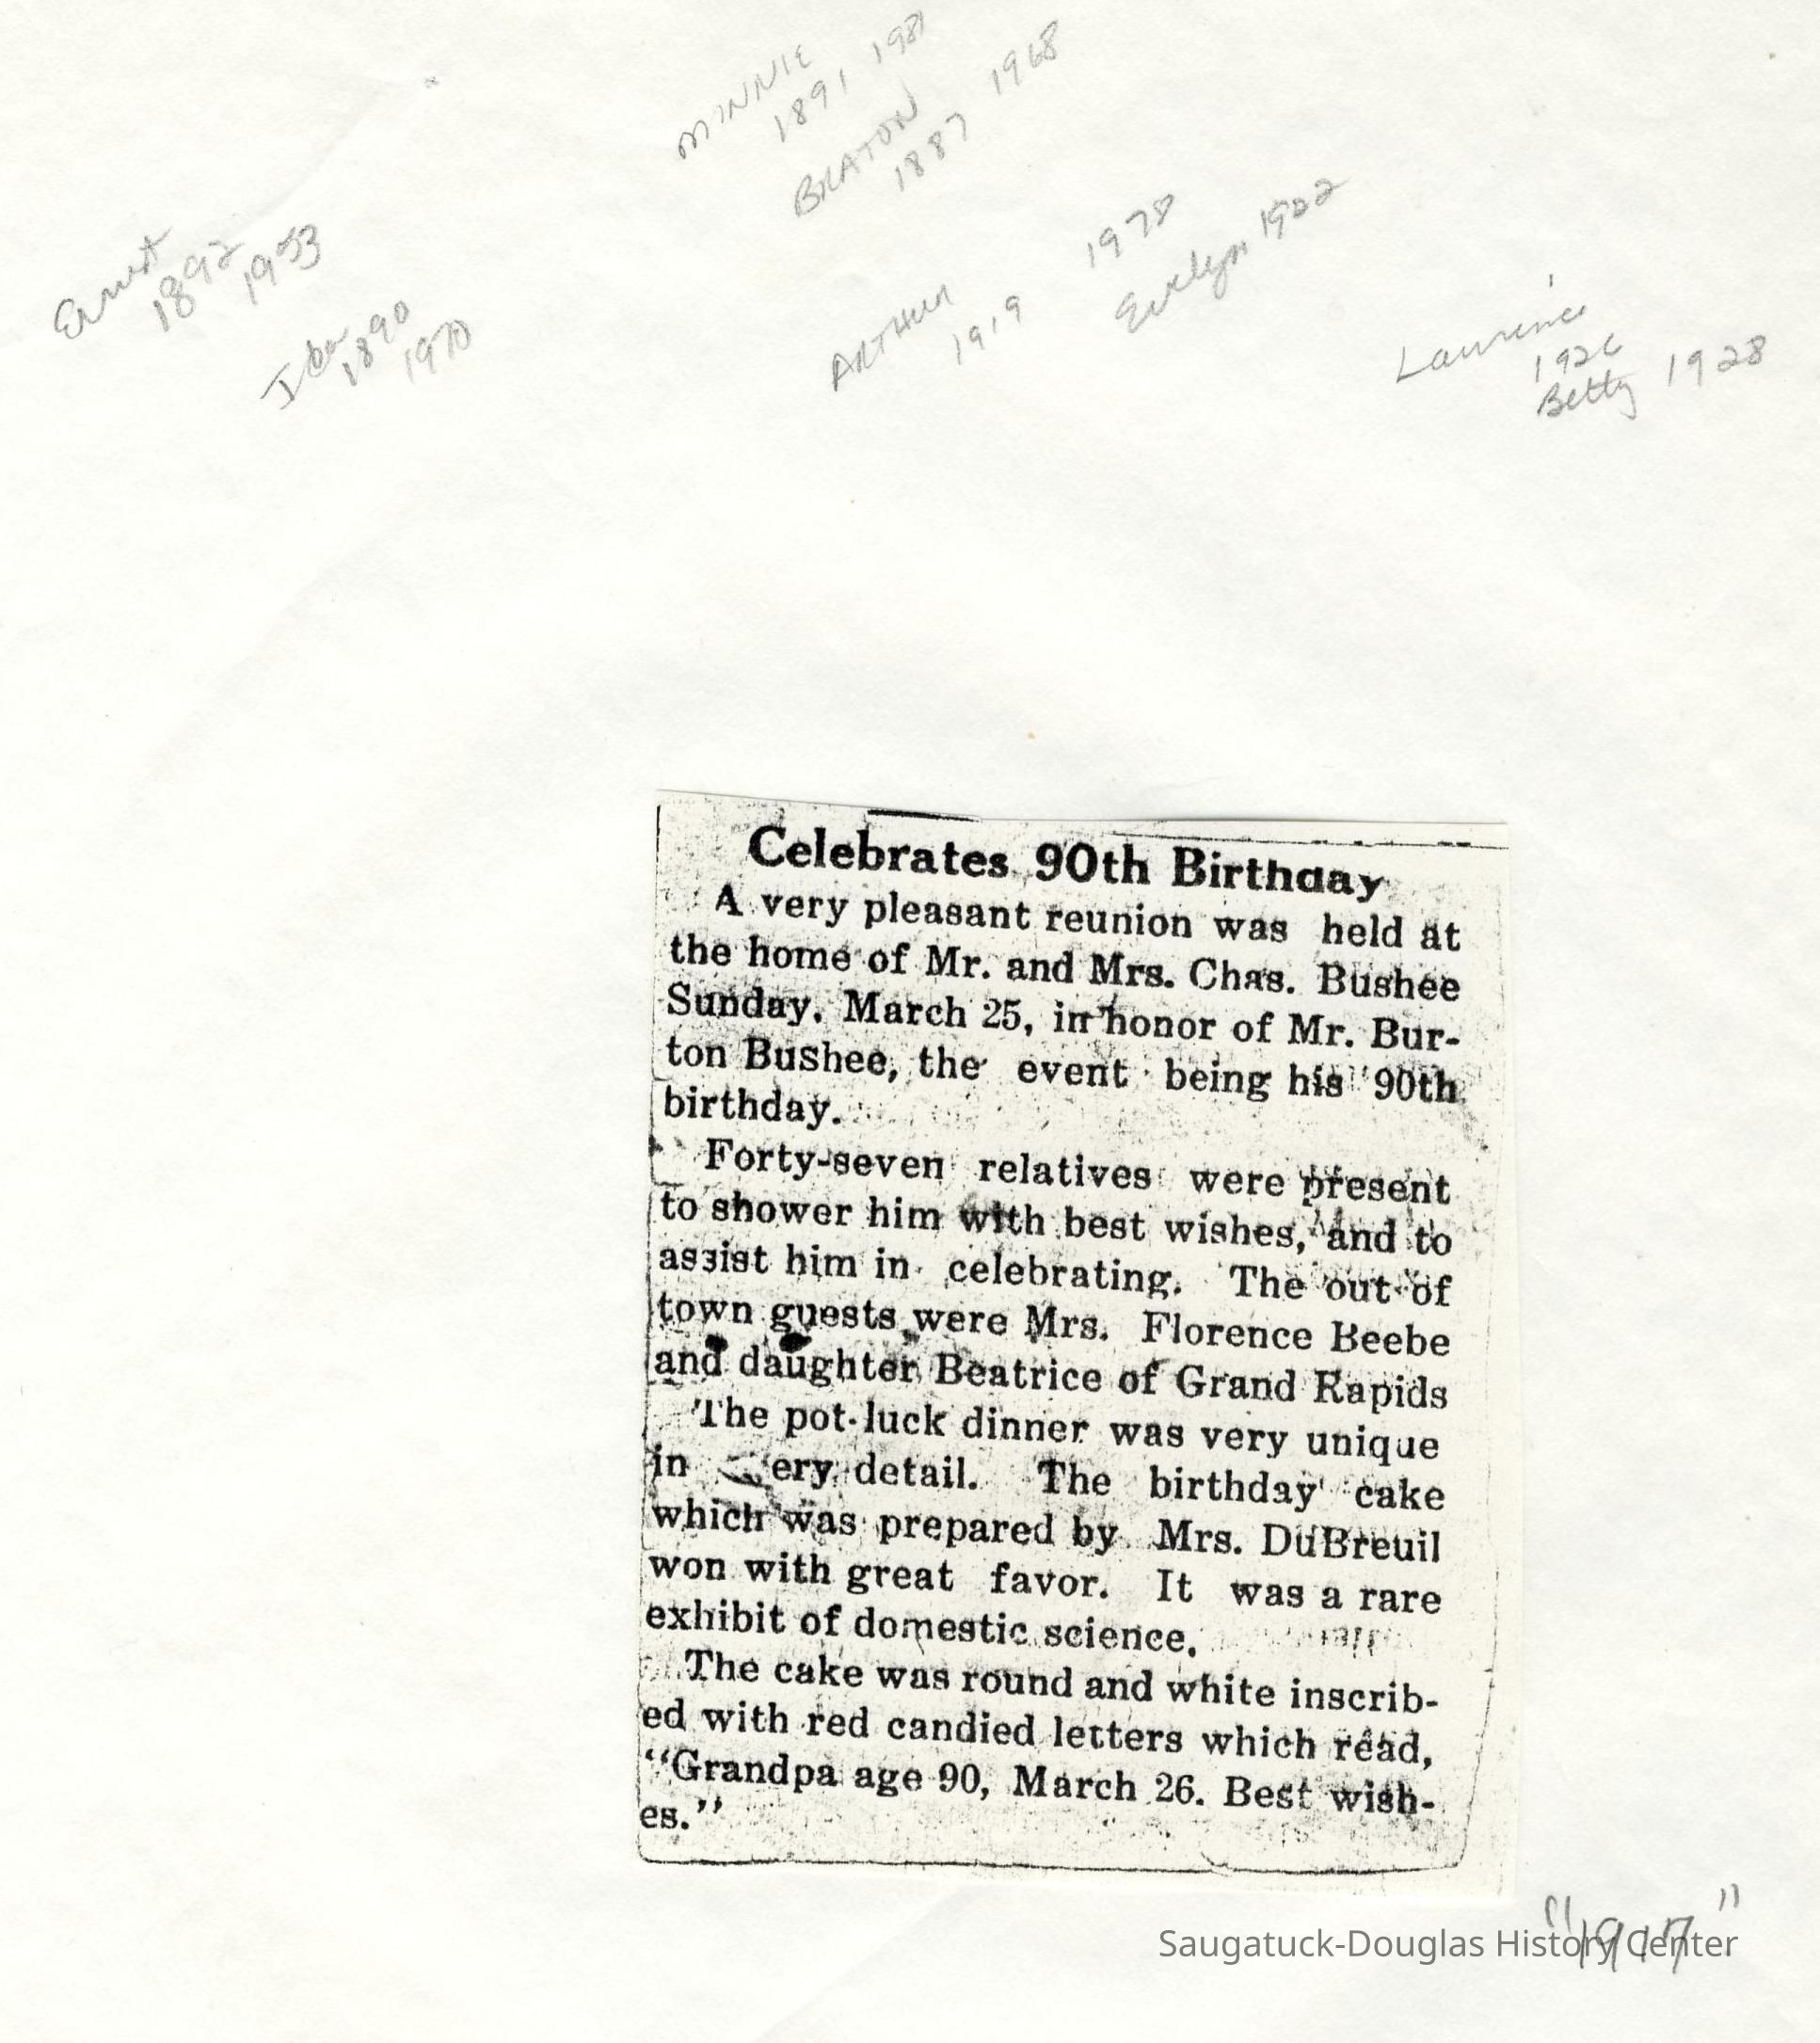 MINNIE
1891 1981
BRATON
1887 1968
Ernest
1892 1953
Ida
1890
1970
ARTHUR
1919 1978
Evelyn 1922
Lawrence
1926
Betty 1928
Celebrates 90th Birthday
A very pleasant reunion was held at
the home of Mr. and Mrs. Chas. Bushee
Sunday. March 25, in honor of Mr. Bur-
ton Bushee, the event being his 90th
birthday.
Forty-seven relatives were present
to shower him with best wishes, and to
assist him in celebrating. The out of
town guests were Mrs. Florence Beebe
and daughter Beatrice of Grand Rapids
The pot-luck dinner was very unique
in ery detail. The birthday cake
which was prepared by Mrs. DuBreuil
won with great favor. It was a rare
exhibit of domestic science.
The cake was round and white inscrib-
ed with red candied letters which read,
"Grandpa age 90, March 26. Best wish-
es."
"1917"
Saugatuck-Douglas History Center